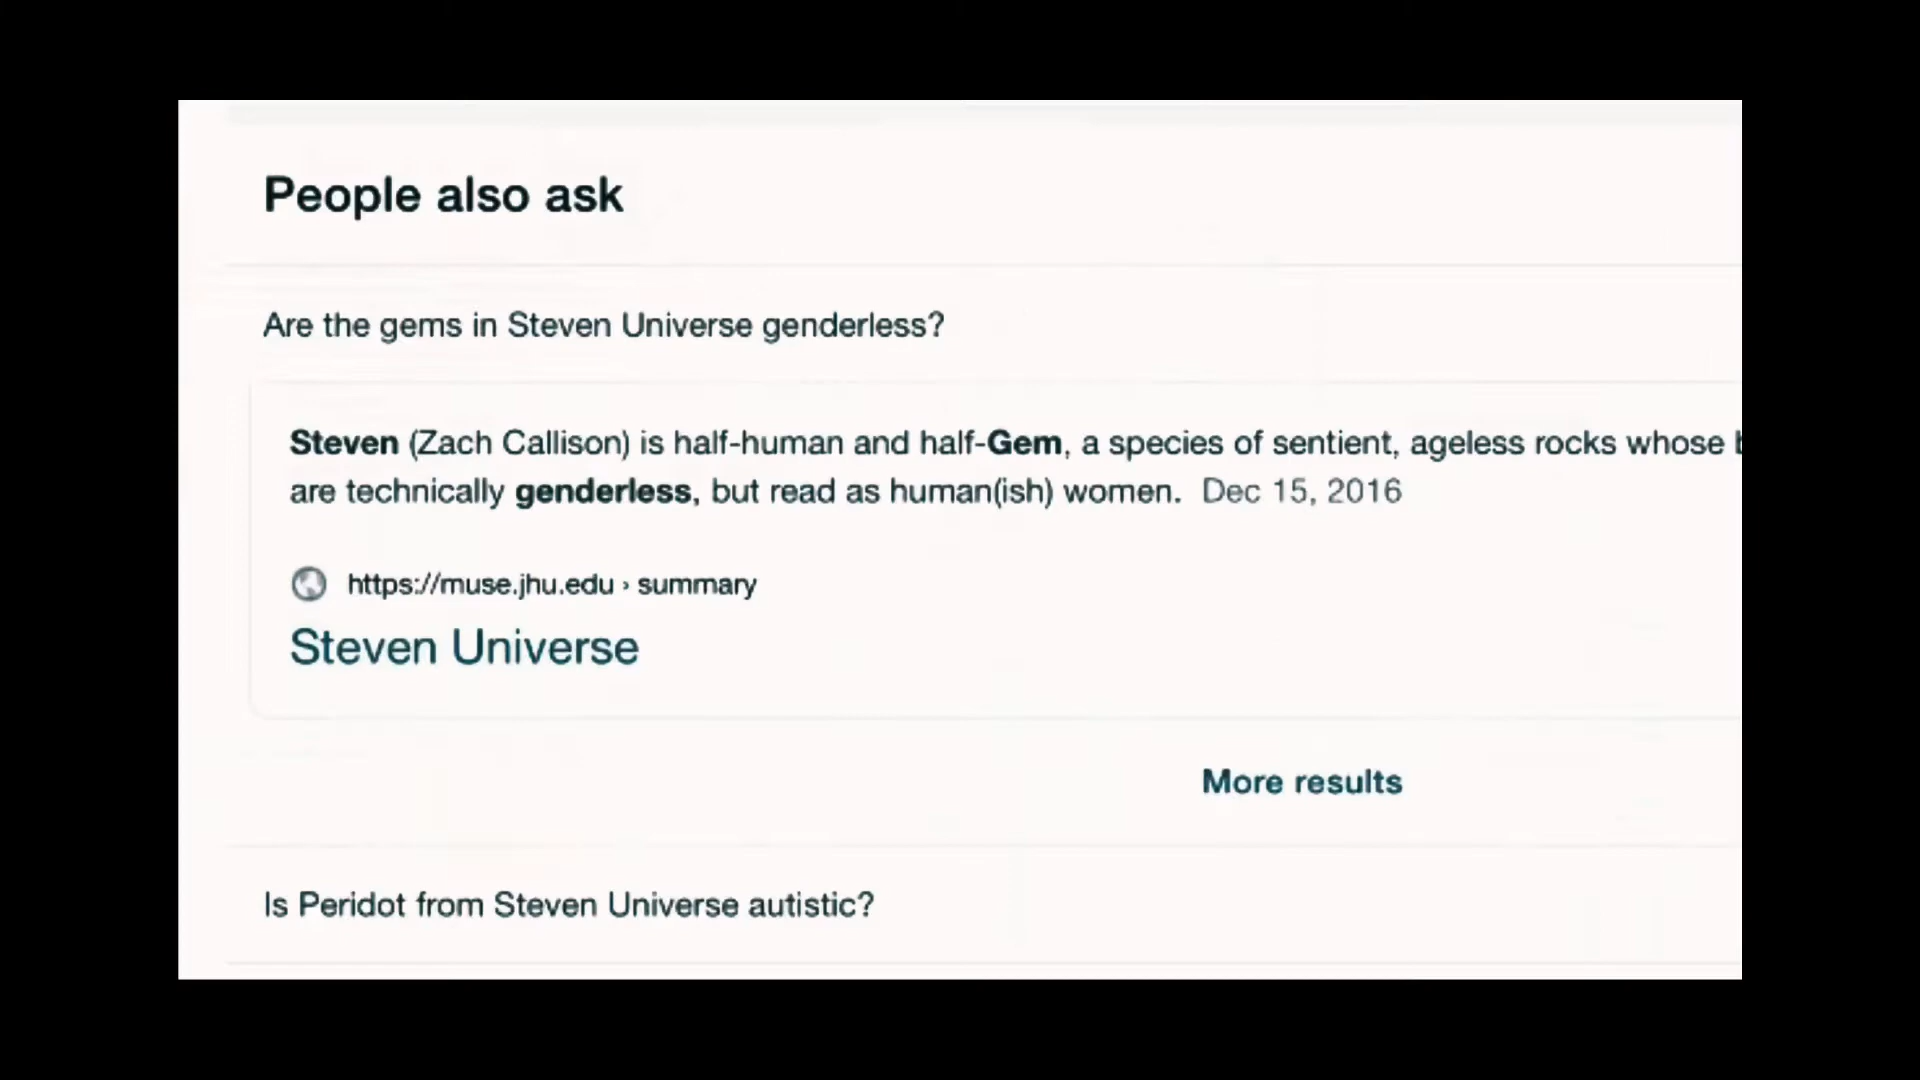 People also ask
Are the gems in Steven Universe genderless?
Steven (Zach Callison) is half-human and half-Gem, a species of sentient, ageless rocks whose
are technically genderless, but read as human(ish) women. Dec 15, 2016
https://muse.jhu.edu › summary
Steven Universe
More results
Is Peridot from Steven Universe autistic?